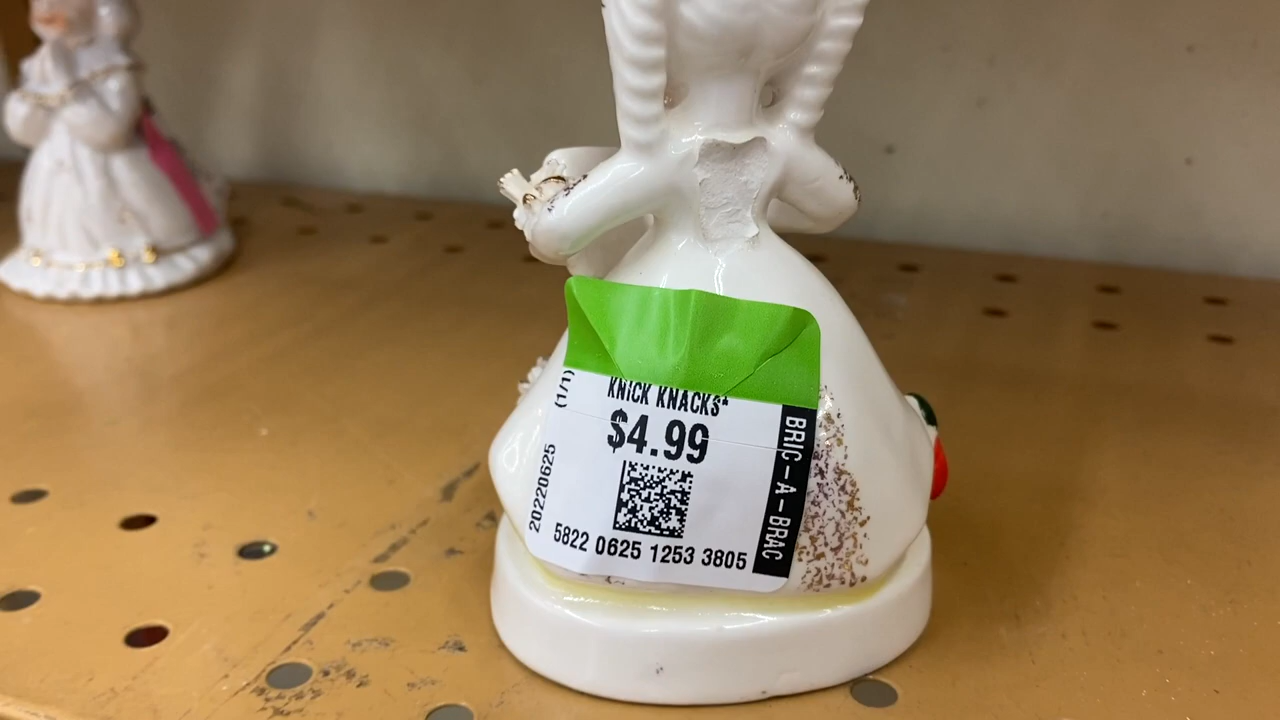 (1/1)
KNICK KNACKS*
$4.99
20220625
5822 0625 1253 3805
BRIC-A-BRAC